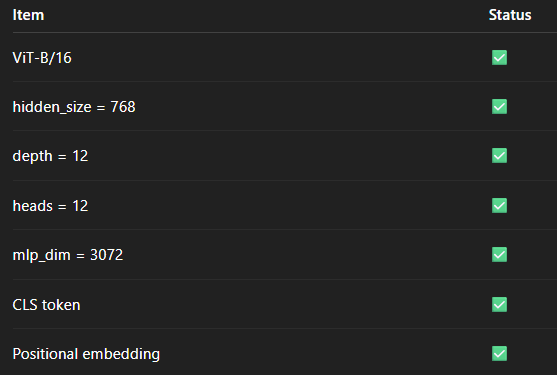 Item Status
ViT-B/16 ✅
hidden_size = 768 ✅
depth = 12 ✅
heads = 12 ✅
mlp_dim = 3072 ✅
CLS token ✅
Positional embedding ✅